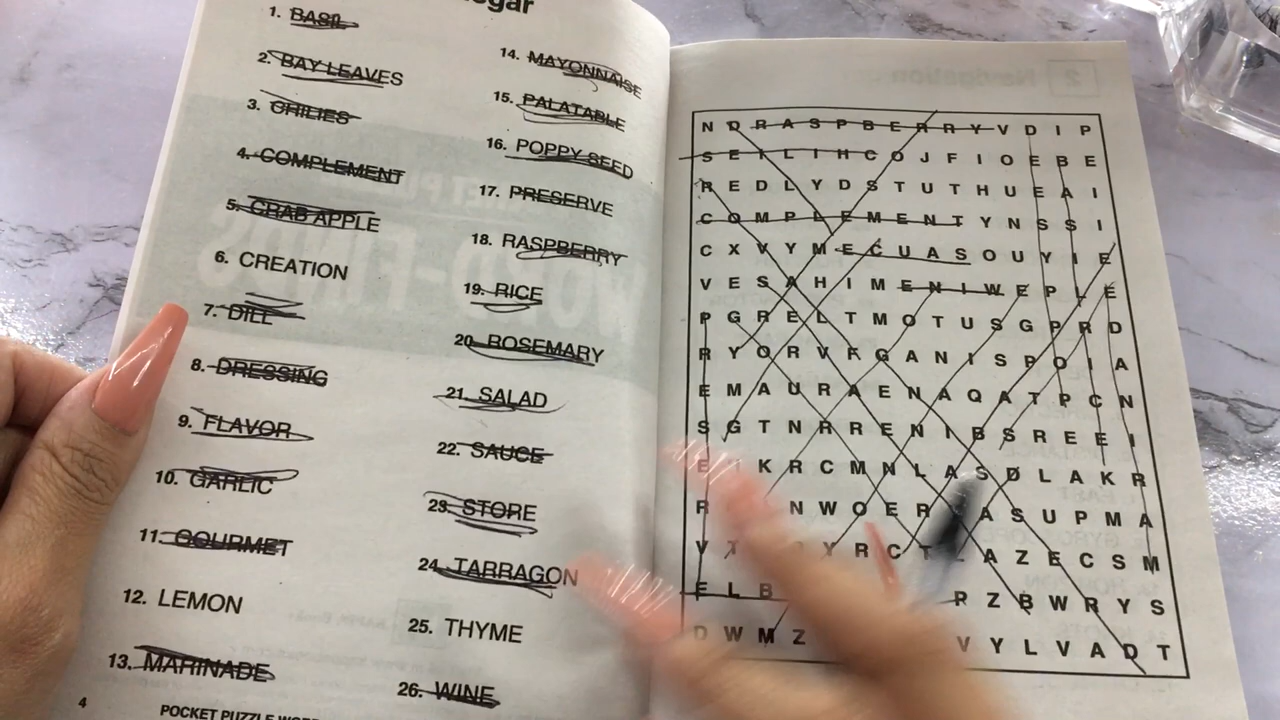 1. BASIL
2. BAY LEAVES
3. CHILIES
4. COMPLEMENT
5. CRAB APPLE
6. CREATION
7. DILL
8. DRESSING
9. FLAVOR
10. GARLIC
11. GOURMET
12. LEMON
13. MARINADE
14. MAYONNAISE
15. PALATABLE
16. POPPY SEED
17. PRESERVE
18. RASPBERRY
19. RICE
20. ROSEMARY
21. SALAD
22. SAUCE
23. STORE
24. TARRAGON
25. THYME
26. WINE
4 POCKET PUZZLE
N D R A S P B E R R Y V D I P
S E I L I H C O J F I O E B E
R E D L Y D S T U T H U E A I
C O M P L E M E N T Y N S S I
C X V Y M E C U A S O U Y I E
V E S A H I M E N I W E P L E
P G R E L T M O T U S G P R D
R Y O R V F G A N I S P O I A
E M A U R A E N A Q A T P C N
S G T N R R E N I B S R E E I
E K R C M N L A S D L A K R
R N W O E R A S U P M A
V Y R C T A Z E C S M
E L B R Z B W R Y S
D W M Z V Y L V A D T